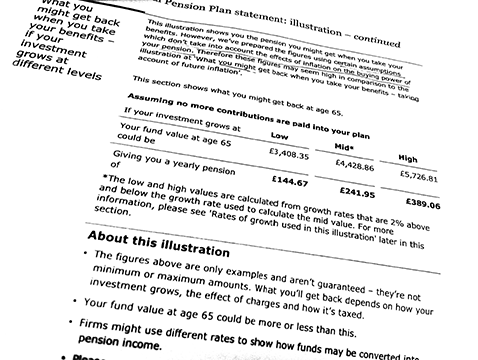 Pension Plan statement: illustration – continued
What you
might get back
when you take
your benefits –
if your
investment
grows at
different levels
This illustration shows you the pension you might get when you take your
benefits. However, we've prepared the figures using certain assumptions
which don't take into account the effects of inflation on the buying power of
your pension. Therefore these figures may seem high in comparison to the
illustration at 'What you might get back when you take your benefits – taking
account of future inflation'.
This section shows what you might get back at age 65.
Assuming no more contributions are paid into your plan
If your investment grows at Low Mid* High
Your fund value at age 65 £3,408.35 £4,428.86 £5,726.81
could be
Giving you a yearly pension £144.67 £241.95 £389.06
of
*The low and high values are calculated from growth rates that are 2% above
and below the growth rate used to calculate the mid value. For more
information, please see 'Rates of growth used in this illustration' later in this
section.
About this illustration
• The figures above are only examples and aren't guaranteed – they're not
minimum or maximum amounts. What you'll get back depends on how your
investment grows, the effect of charges and how it's taxed.
• Your fund value at age 65 could be more or less than this.
• Firms might use different rates to show how funds may be converted into
pension income.